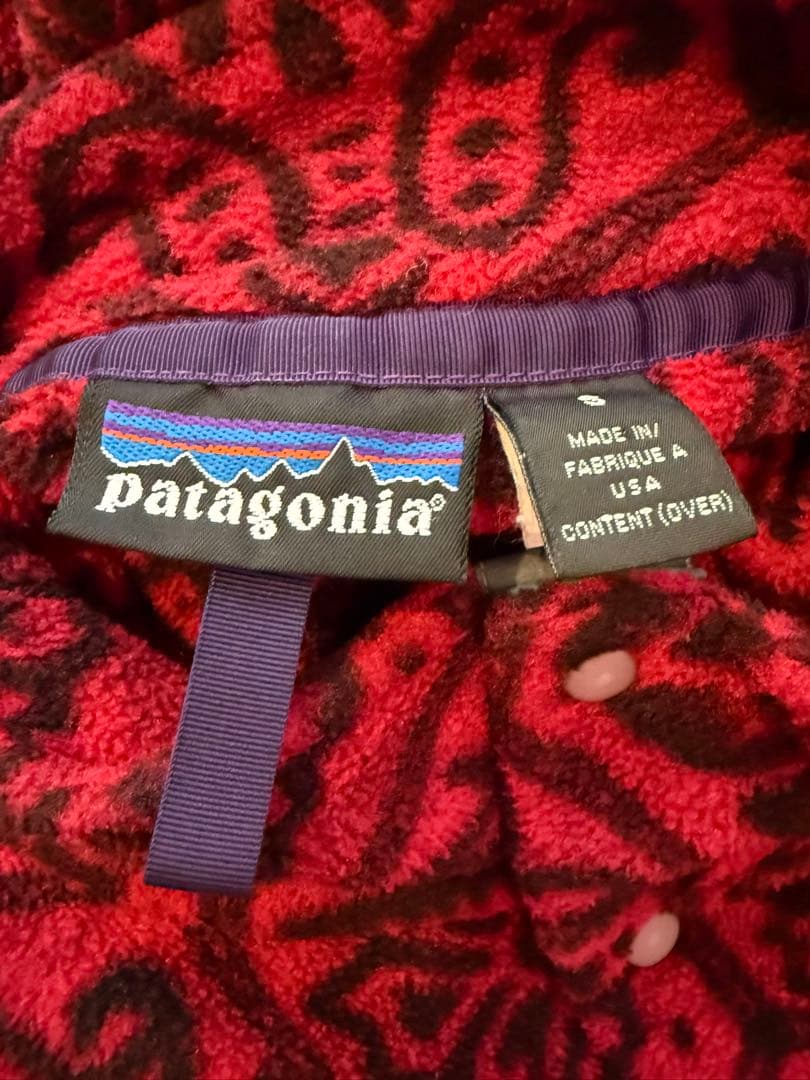 patagonia®
S
MADE IN/
FABRIQUE A
USA
CONTENT (OVER)